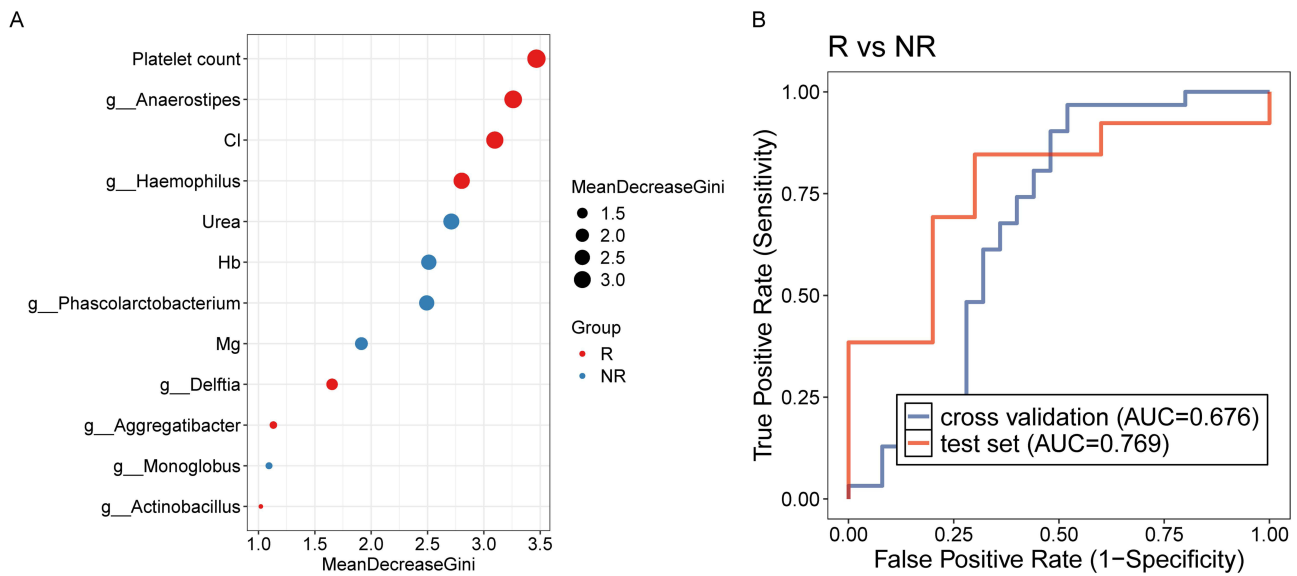 A
Platelet count
g__Anaerostipes
Cl
g__Haemophilus
Urea
Hb
g__Phascolarctobacterium
Mg
g__Delftia
g__Aggregatibacter
g__Monoglobus
g__Actinobacillus
1.0 1.5 2.0 2.5 3.0 3.5
MeanDecreaseGini
MeanDecreaseGini
1.5
2.0
2.5
3.0
Group
R
NR
B
R vs NR
True Positive Rate (Sensitivity)
1.00
0.75
0.50
0.25
0.00
cross validation (AUC=0.676)
test set (AUC=0.769)
0.00 0.25 0.50 0.75 1.00
False Positive Rate (1−Specificity)